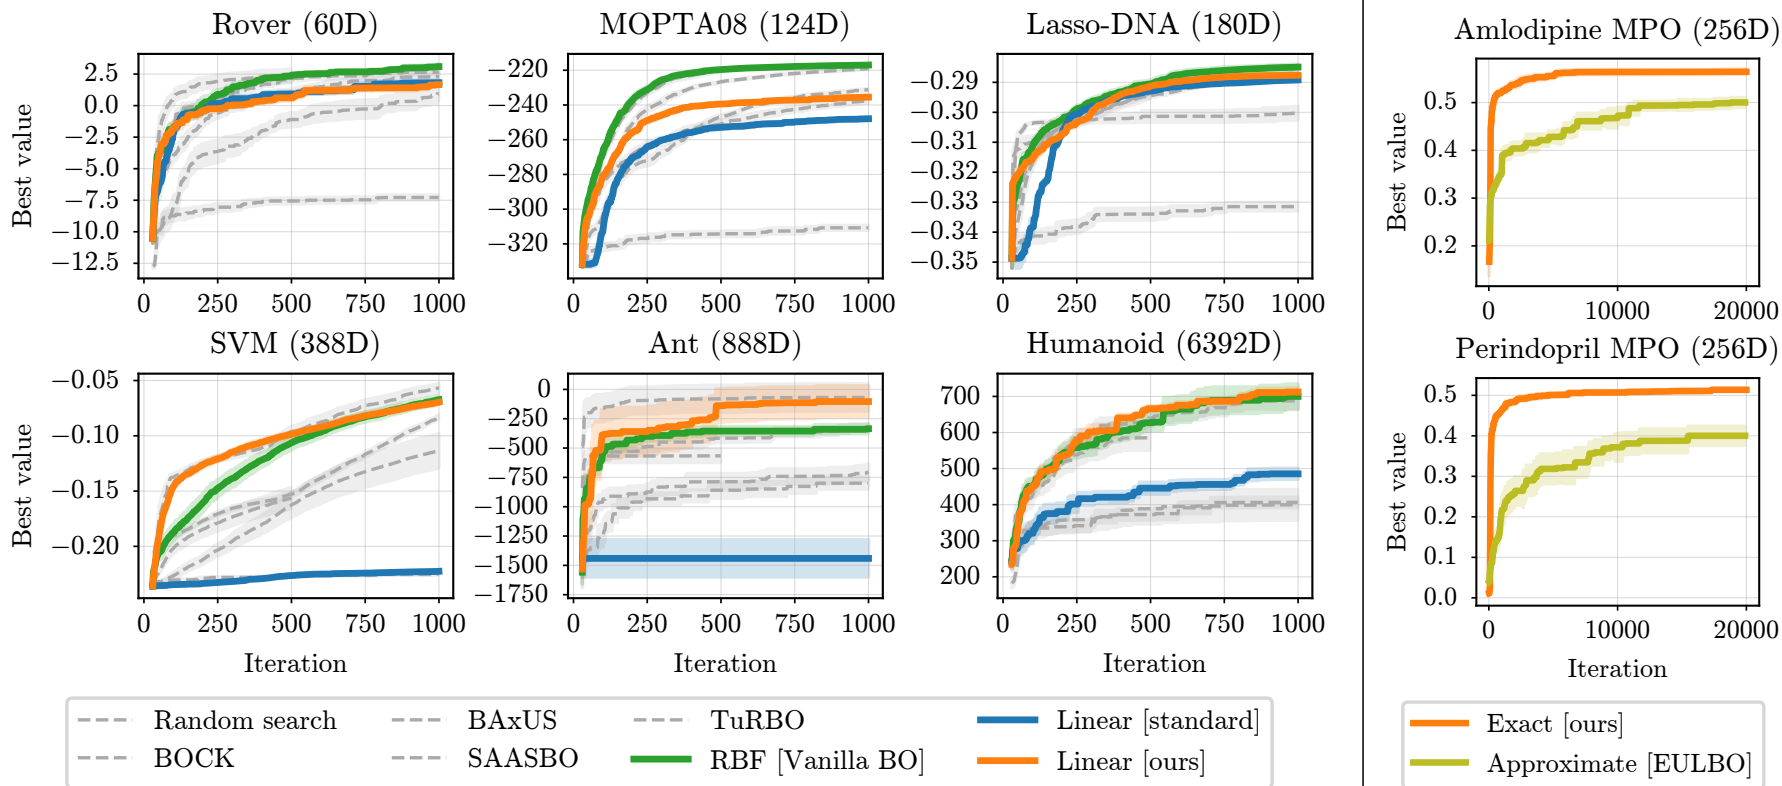 Rover (60D)
Best value
2.5
0.0
−2.5
−5.0
−7.5
−10.0
−12.5
0 250 500 750 1000
MOPTA08 (124D)
−220
−240
−260
−280
−300
−320
0 250 500 750 1000
Lasso-DNA (180D)
−0.29
−0.30
−0.31
−0.32
−0.33
−0.34
−0.35
0 250 500 750 1000
Amlodipine MPO (256D)
Best value
0.5
0.4
0.3
0.2
0 10000 20000
SVM (388D)
Best value
−0.05
−0.10
−0.15
−0.20
0 250 500 750 1000
Iteration
Ant (888D)
0
−250
−500
−750
−1000
−1250
−1500
−1750
0 250 500 750 1000
Iteration
Humanoid (6392D)
700
600
500
400
300
200
0 250 500 750 1000
Iteration
Perindopril MPO (256D)
Best value
0.5
0.4
0.3
0.2
0.1
0.0
0 10000 20000
Iteration
Random search BAxUS TuRBO Linear [standard]
BOCK SAASBO RBF [Vanilla BO] Linear [ours]
Exact [ours]
Approximate [EULBO]